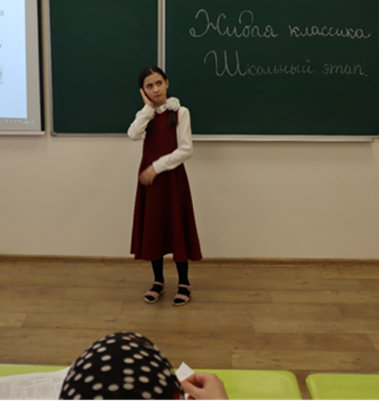 Живая классика
Школьный этап.